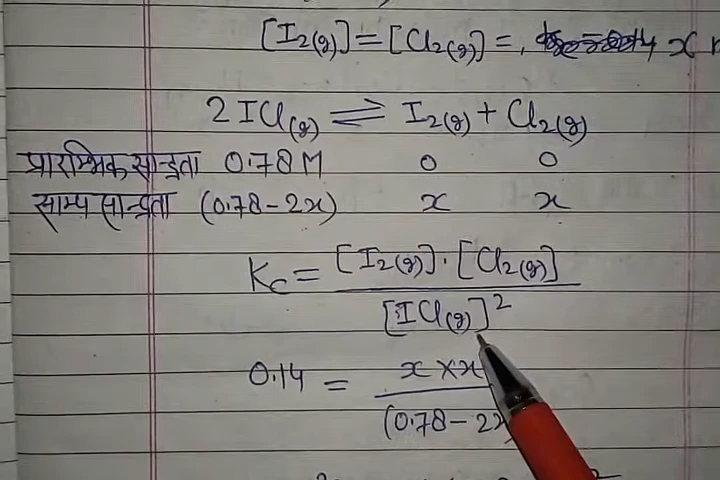 [I₂(g)] = [Cl₂(g)] = , x
2ICl(g) ⇌ I₂(g) + Cl₂(g)
प्रारम्भिक सान्द्रता 0.78M 0 0
साम्य सान्द्रता (0.78-2x) x x
Kc = [I₂(g)]·[Cl₂(g)]
[ICl(g)]²
0.14 = x × x
(0.78-2x